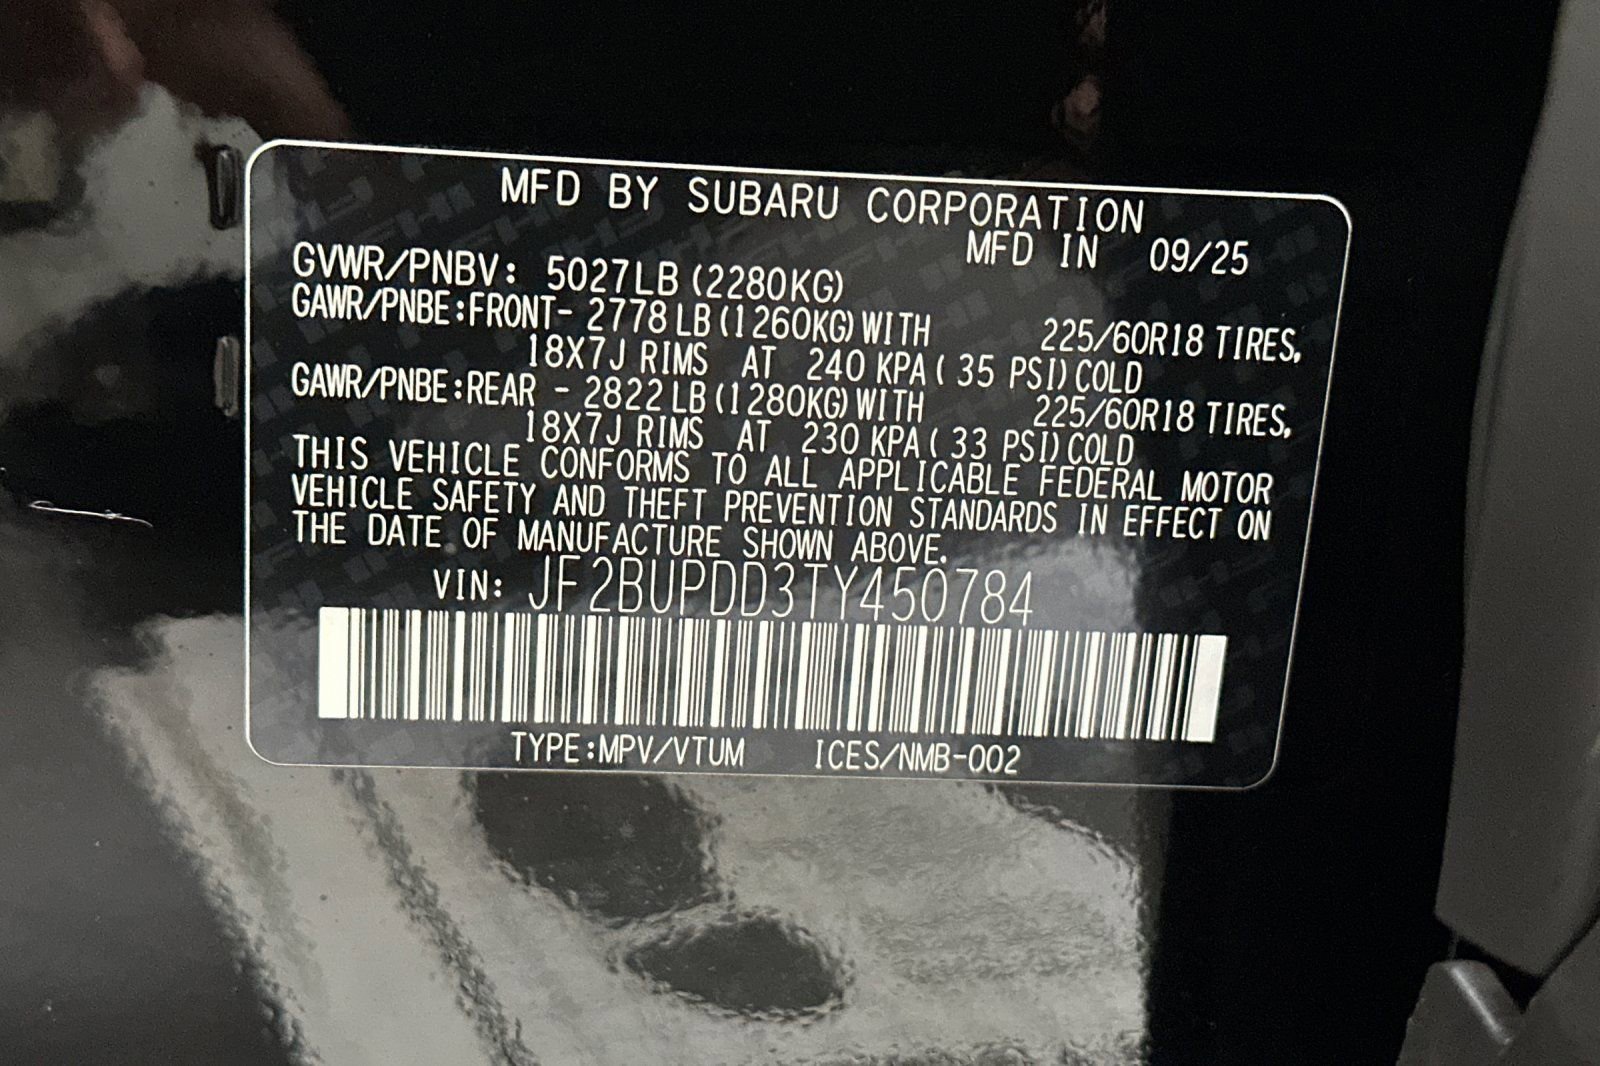 MFD BY SUBARU CORPORATION
MFD IN 09/25
GVWR/PNBV: 5027LB (2280KG)
GAWR/PNBE:FRONT- 2778 LB (1260KG) WITH 225/60R18 TIRES,
18X7J RIMS AT 240 KPA ( 35 PSI) COLD
GAWR/PNBE:REAR - 2822 LB (1280KG) WITH 225/60R18 TIRES,
18X7J RIMS AT 230 KPA ( 33 PSI) COLD
THIS VEHICLE CONFORMS TO ALL APPLICABLE FEDERAL MOTOR
VEHICLE SAFETY AND THEFT PREVENTION STANDARDS IN EFFECT ON
THE DATE OF MANUFACTURE SHOWN ABOVE.
VIN: JF2BUPDD3TY450784
TYPE:MPV/VTUM ICES/NMB-002